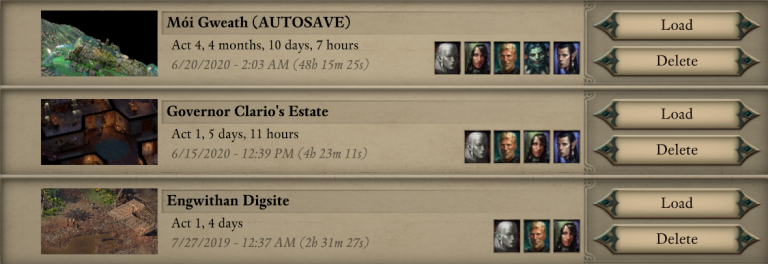 Mói Gweath (AUTOSAVE)
Act 4, 4 months, 10 days, 7 hours
6/20/2020 - 2:03 AM (48h 15m 25s)
Load
Delete
Governor Clario's Estate
Act 1, 5 days, 11 hours
6/15/2020 - 12:39 PM (4h 23m 11s)
Load
Delete
Engwithan Digsite
Act 1, 4 days
7/27/2019 - 12:37 AM (2h 31m 27s)
Load
Delete